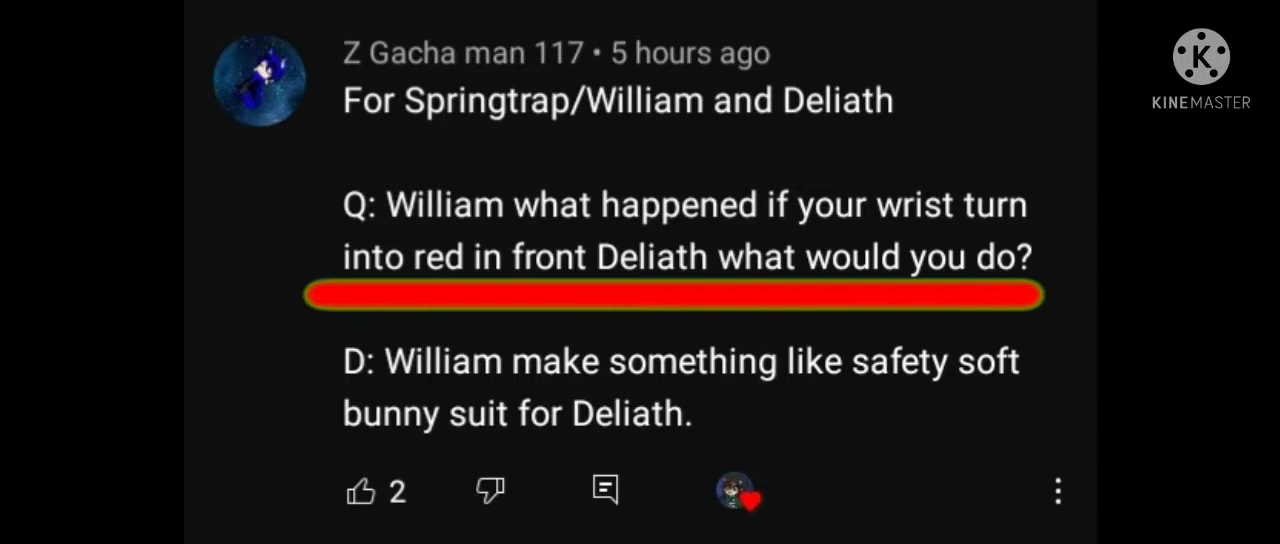 Z Gacha man 117 • 5 hours ago
For Springtrap/William and Deliath
Q: William what happened if your wrist turn
into red in front Deliath what would you do?
D: William make something like safety soft
bunny suit for Deliath.
2
K
KINEMASTER